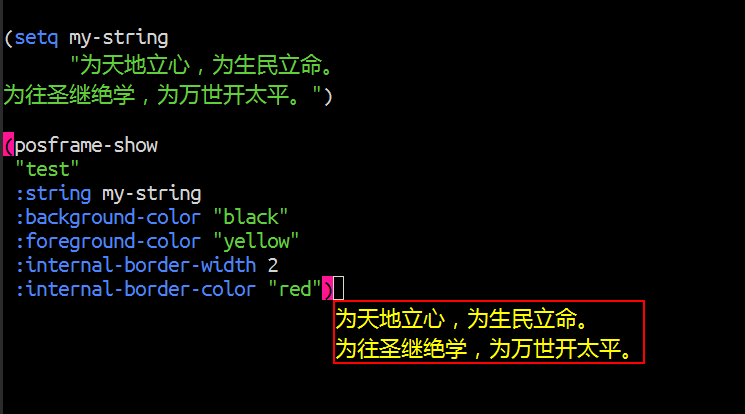 (setq my-string
"为天地立心，为生民立命。
为往圣继绝学，为万世开太平。")
(posframe-show
"test"
:string my-string
:background-color "black"
:foreground-color "yellow"
:internal-border-width 2
:internal-border-color "red")
为天地立心，为生民立命。
为往圣继绝学，为万世开太平。